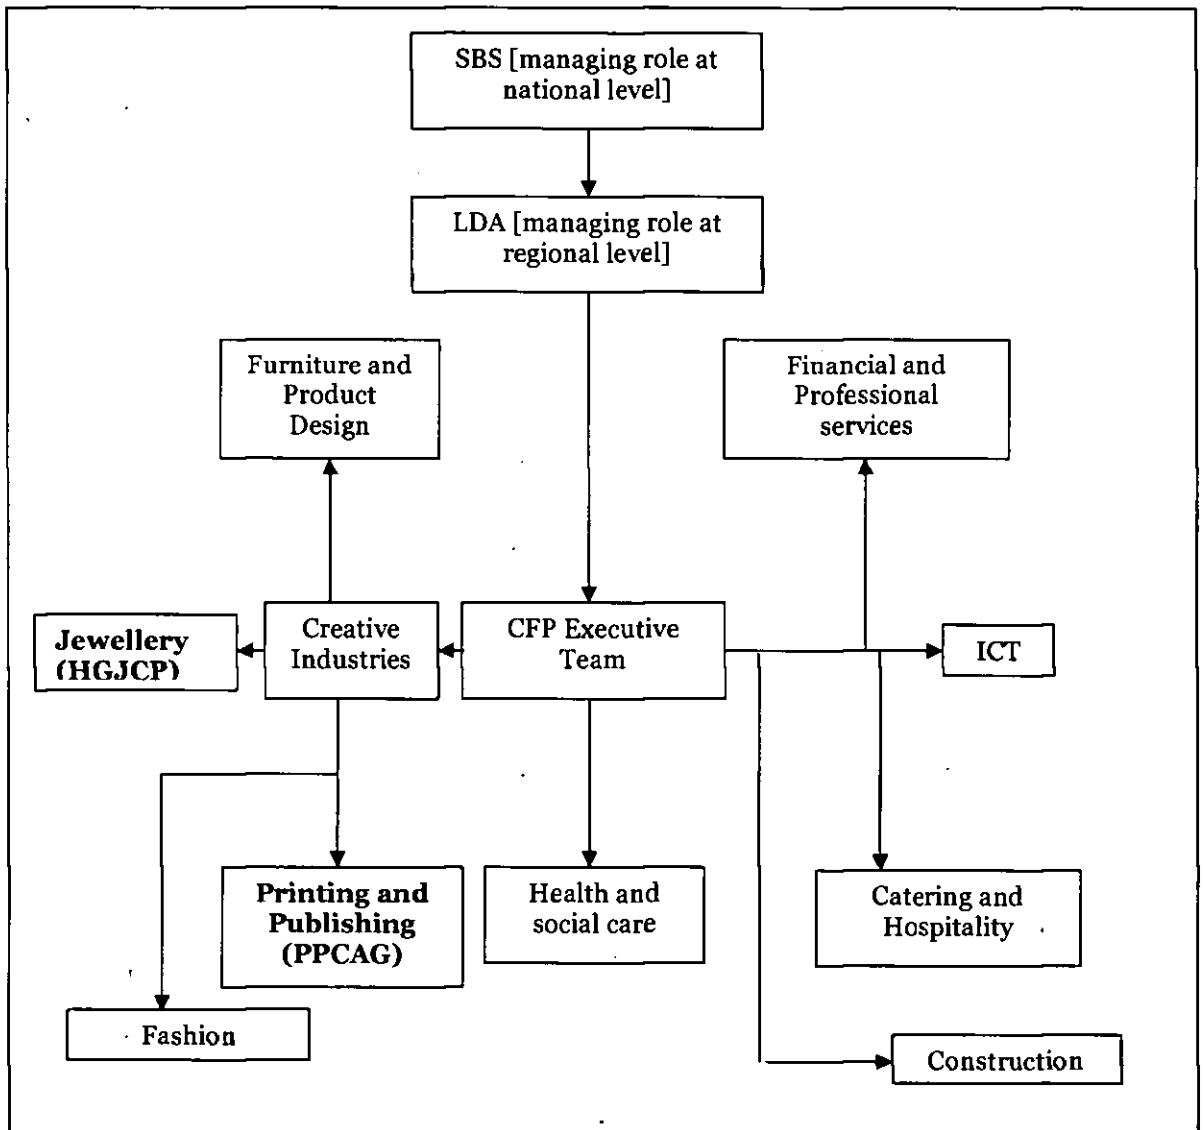 SBS [managing role at
national level]
LDA [managing role at
regional level]
Furniture and
Product
Design
Financial and
Professional
services
Jewellery
(HGJCP)
Creative
Industries
CFP Executive
Team
ICT
Printing and
Publishing
(PPCAG)
Health and
social care
Catering and
Hospitality
Fashion
Construction